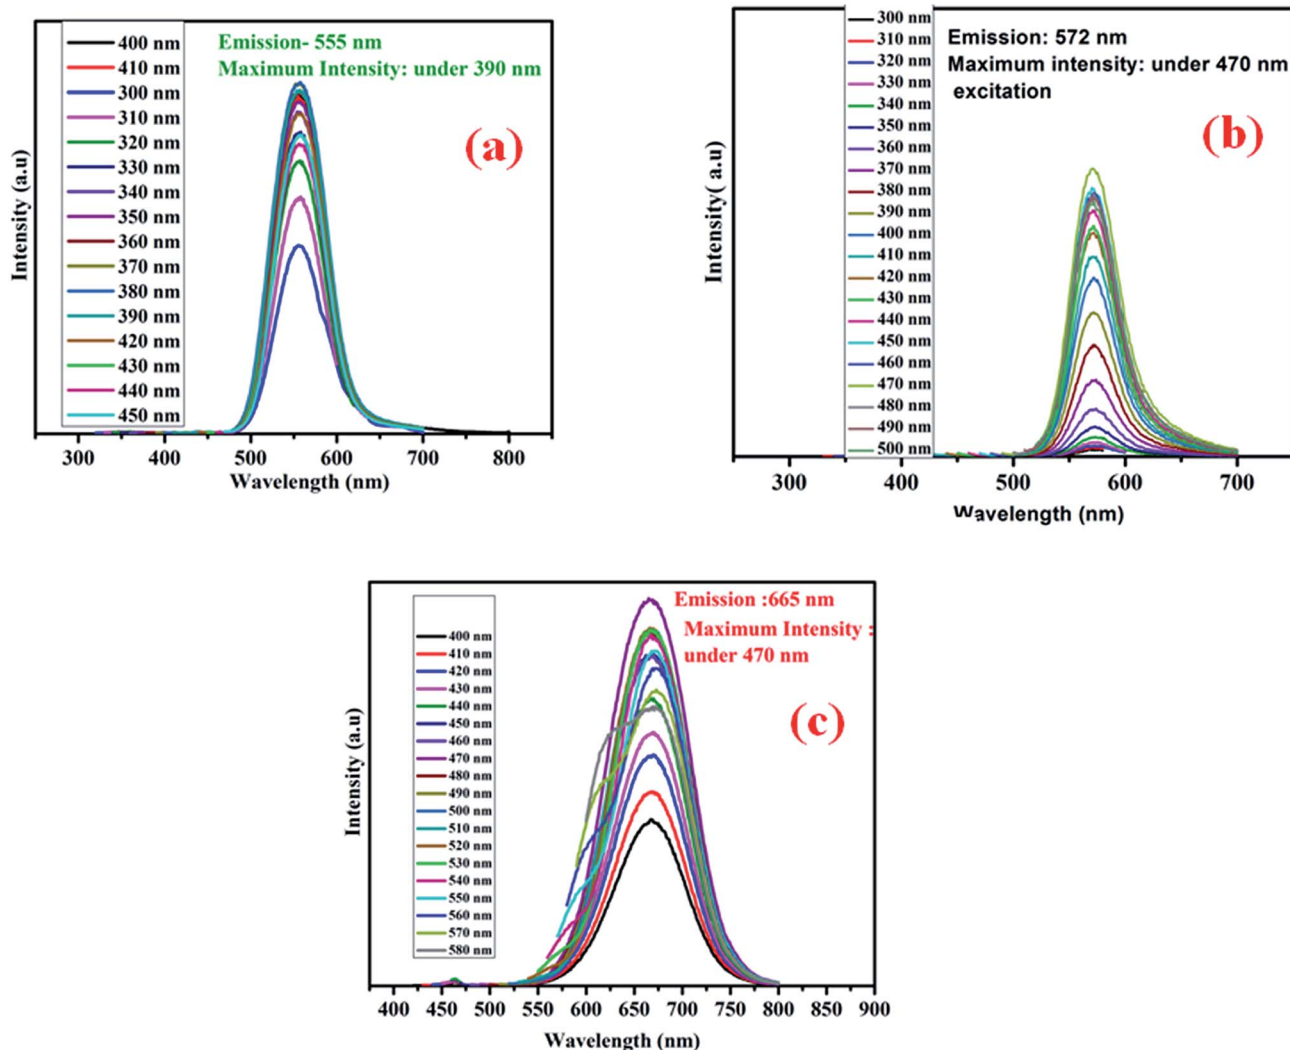 400 nm
410 nm
300 nm
310 nm
320 nm
330 nm
340 nm
350 nm
360 nm
370 nm
380 nm
390 nm
420 nm
430 nm
440 nm
450 nm
Emission- 555 nm
Maximum Intensity: under 390 nm
(a)
Intensity (a.u)
300 400 500 600 700 800
Wavelength (nm)
300 nm
310 nm
320 nm
330 nm
340 nm
350 nm
360 nm
370 nm
380 nm
390 nm
400 nm
410 nm
420 nm
430 nm
440 nm
450 nm
460 nm
470 nm
480 nm
490 nm
500 nm
Emission: 572 nm
Maximum intensity: under 470 nm
excitation
(b)
Intensity( a.u)
300 400 500 600 700
Wavelength (nm)
400 nm
410 nm
420 nm
430 nm
440 nm
450 nm
460 nm
470 nm
480 nm
490 nm
500 nm
510 nm
520 nm
530 nm
540 nm
550 nm
560 nm
570 nm
580 nm
Emission :665 nm
Maximum Intensity :
under 470 nm
(c)
Intensity (a.u)
400 450 500 550 600 650 700 750 800 850 900
Wavelength (nm)